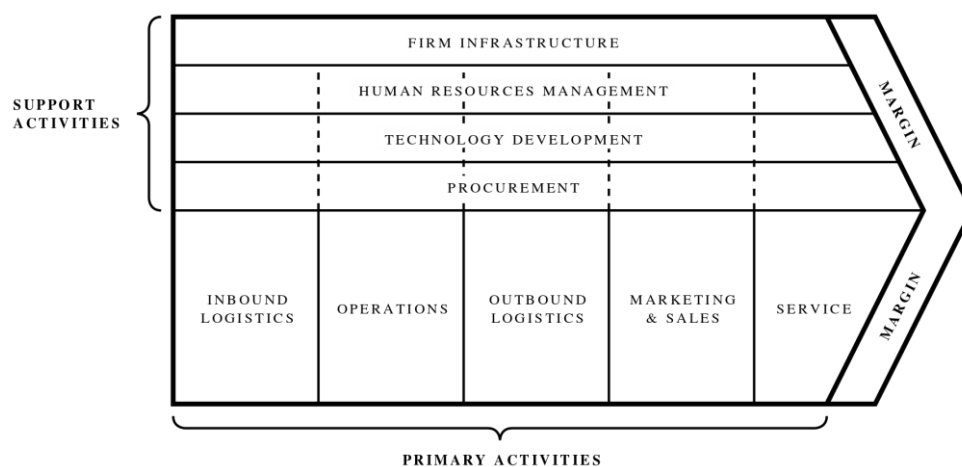 FIRM INFRASTRUCTURE
HUMAN RESOURCES MANAGEMENT
SUPPORT
ACTIVITIES
TECHNOLOGY DEVELOPMENT
PROCUREMENT
MARGIN
INBOUND
LOGISTICS
OPERATIONS
OUTBOUND
LOGISTICS
MARKETING
& SALES
SERVICE
MARGIN
PRIMARY ACTIVITIES